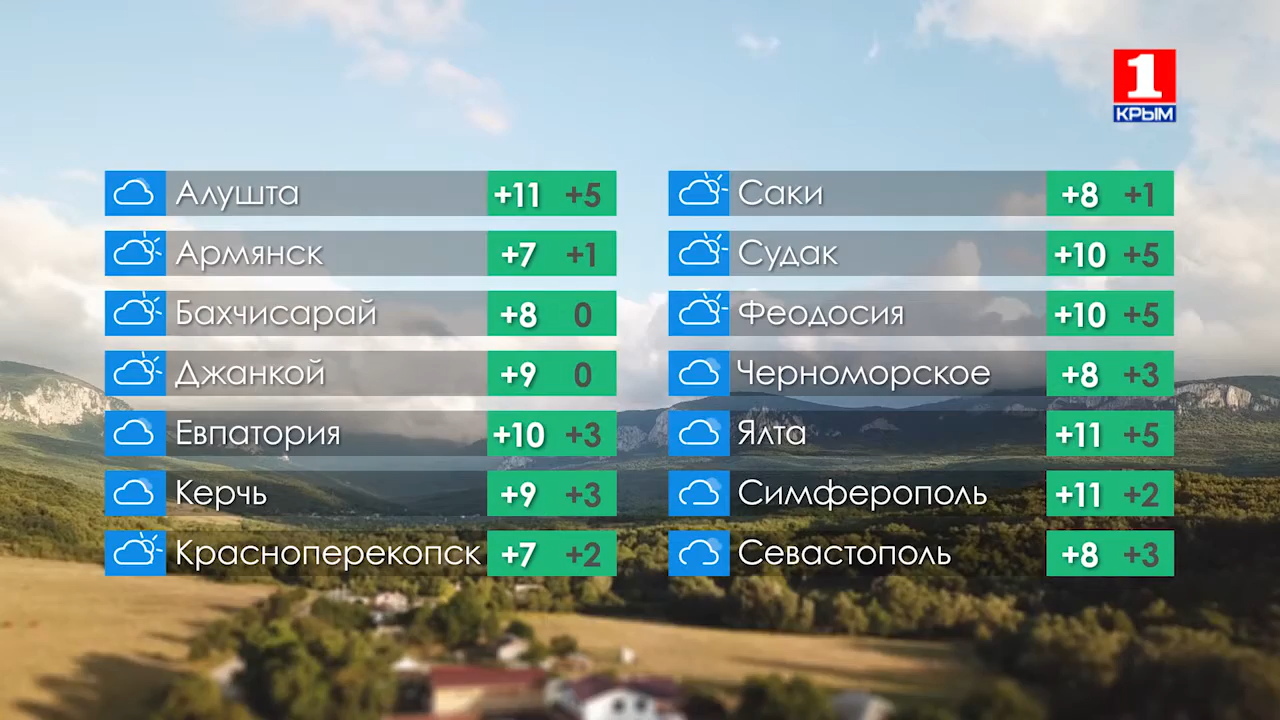 1
КРЫМ
Алушта +11 +5
Армянск +7 +1
Бахчисарай +8 0
Джанкой +9 0
Евпатория +10 +3
Керчь +9 +3
Красноперекопск +7 +2
Саки +8 +1
Судак +10 +5
Феодосия +10 +5
Черноморское +8 +3
Ялта +11 +5
Симферополь +11 +2
Севастополь +8 +3